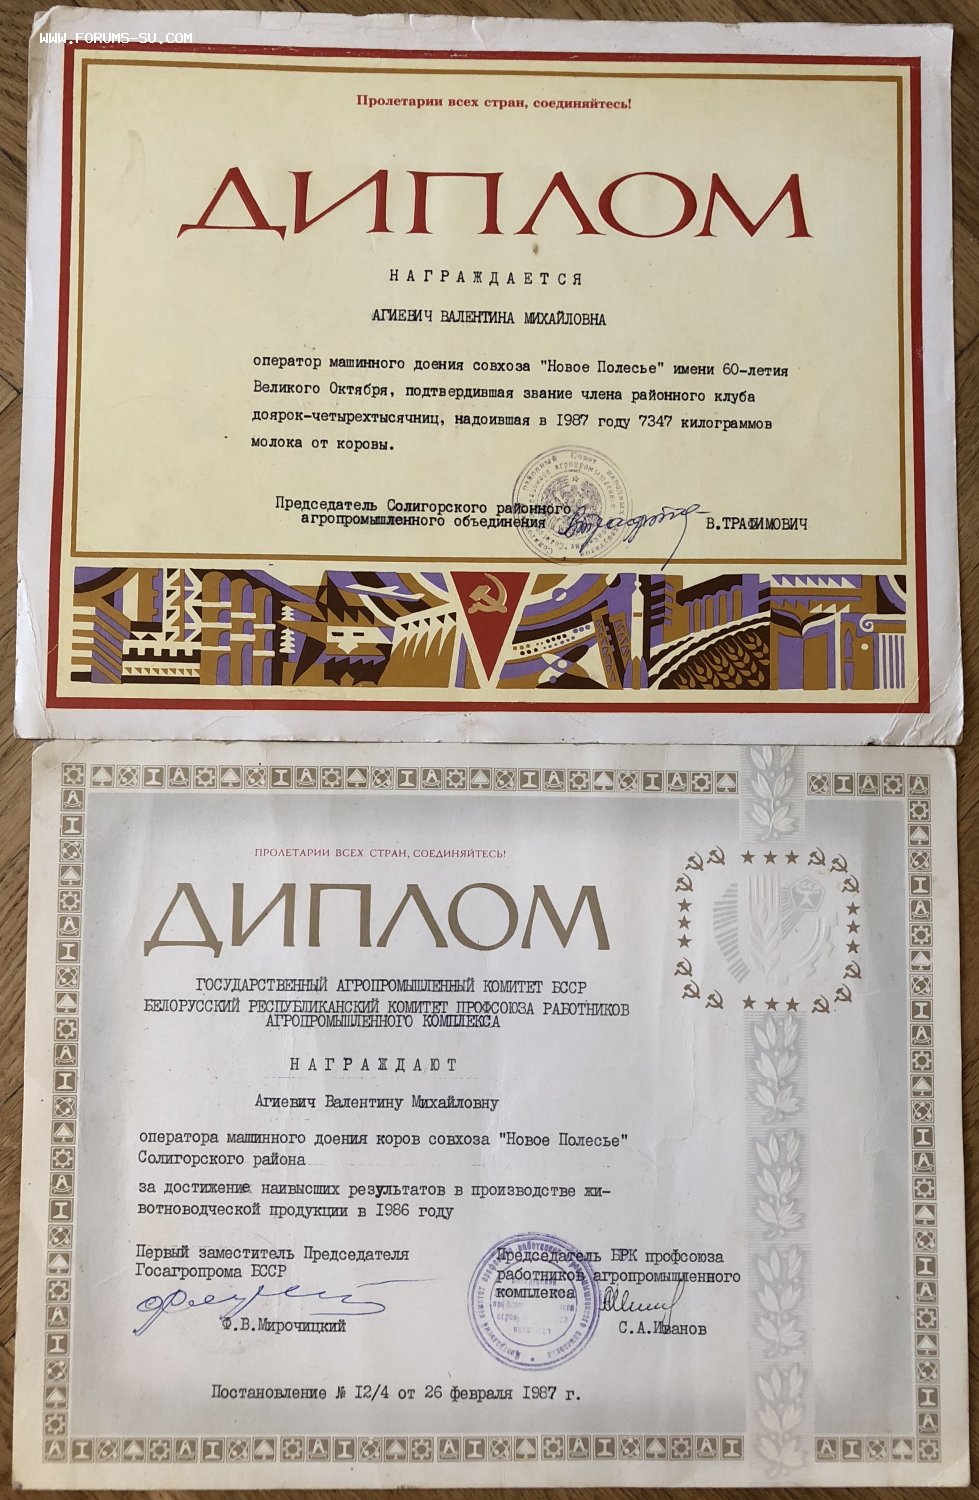 WWW.FORUMS-SU.COM
Пролетарии всех стран, соединяйтесь!
ДИПЛОМ
НАГРАЖДАЕТСЯ
АГИЕВИЧ ВАЛЕНТИНА МИХАЙЛОВНА
оператор машинного доения совхоза "Новое Полесье" имени 60-летия
Великого Октября, подтвердившая звание члена районного клуба
доярок-четырехтысячниц, надоившая в 1987 году 7347 килограммов
молока от коровы.
Председатель Солигорского районного
агропромышленного объединения
В.ТРАФИМОВИЧ
ПРОЛЕТАРИИ ВСЕХ СТРАН, СОЕДИНЯЙТЕСЬ!
ДИПЛОМ
ГОСУДАРСТВЕННЫЙ АГРОПРОМЫШЛЕННЫЙ КОМИТЕТ БССР
БЕЛОРУССКИЙ РЕСПУБЛИКАНСКИЙ КОМИТЕТ ПРОФСОЮЗА РАБОТНИКОВ
АГРОПРОМЫШЛЕННОГО КОМПЛЕКСА
НАГРАЖДАЮТ
Агиевич Валентину Михайловну
оператора машинного доения коров совхоза "Новое Полесье"
Солигорского района
за достижение наивысших результатов в производстве жи-
вотноводческой продукции в 1986 году
Первый заместитель Председателя
Госагропрома БССР
Ф.В.Мирочицкий
Председатель БРК профсоюза
работников агропромышленного
комплекса
С.А.Иванов
Постановление № 12/4 от 26 февраля 1987 г.